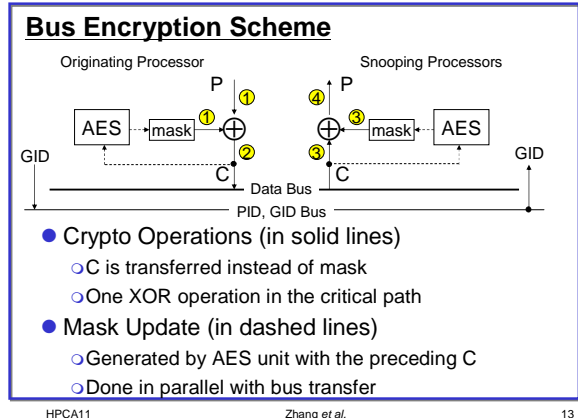 Bus Encryption Scheme
Originating Processor Snooping Processors
P 1 4 P
AES mask 1 3 mask AES
GID 2 3 GID
C C
Data Bus
PID, GID Bus
Crypto Operations (in solid lines)
C is transferred instead of mask
One XOR operation in the critical path
Mask Update (in dashed lines)
Generated by AES unit with the preceding C
Done in parallel with bus transfer
HPCA11 Zhang et al. 13